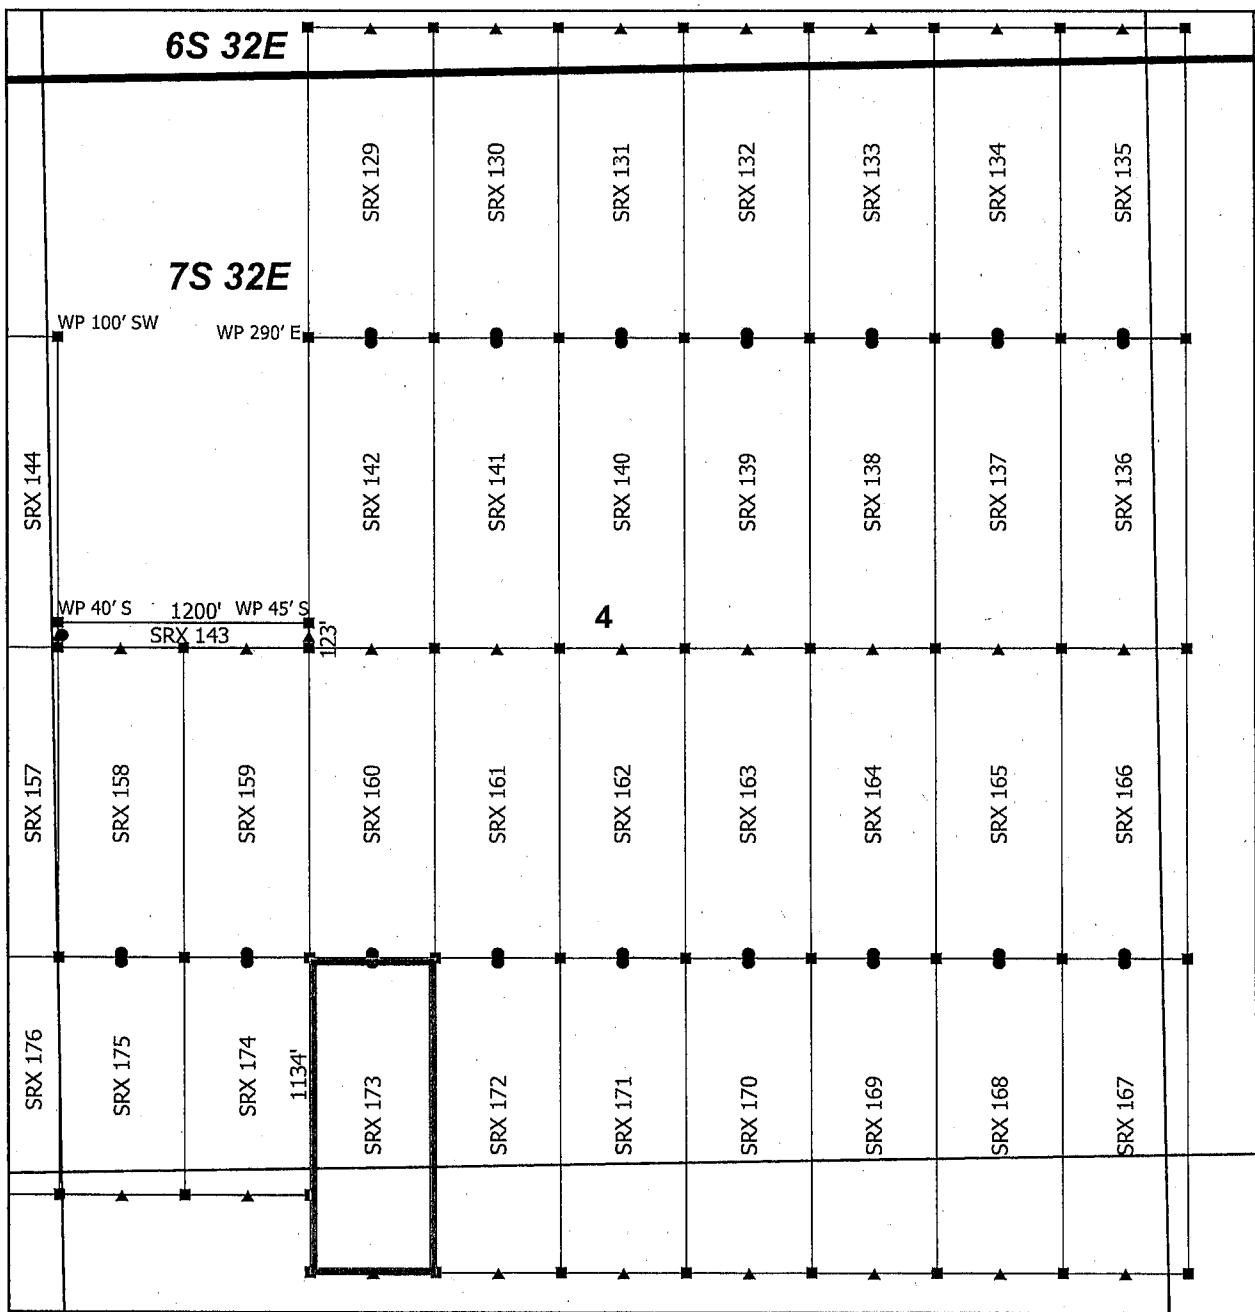 6S 32E
SRX 129
SRX 130
SRX 131
SRX 132
SRX 133
SRX 134
SRX 135
7S 32E
WP 100' SW
WP 290' E
SRX 144
SRX 142
SRX 141
SRX 140
SRX 139
SRX 138
SRX 137
SRX 136
WP 40' S
1200'
WP 45' S
SRX 143
123'
4
SRX 157
SRX 158
SRX 159
SRX 160
SRX 161
SRX 162
SRX 163
SRX 164
SRX 165
SRX 166
SRX 176
SRX 175
SRX 174
1134'
SRX 173
SRX 172
SRX 171
SRX 170
SRX 169
SRX 168
SRX 167